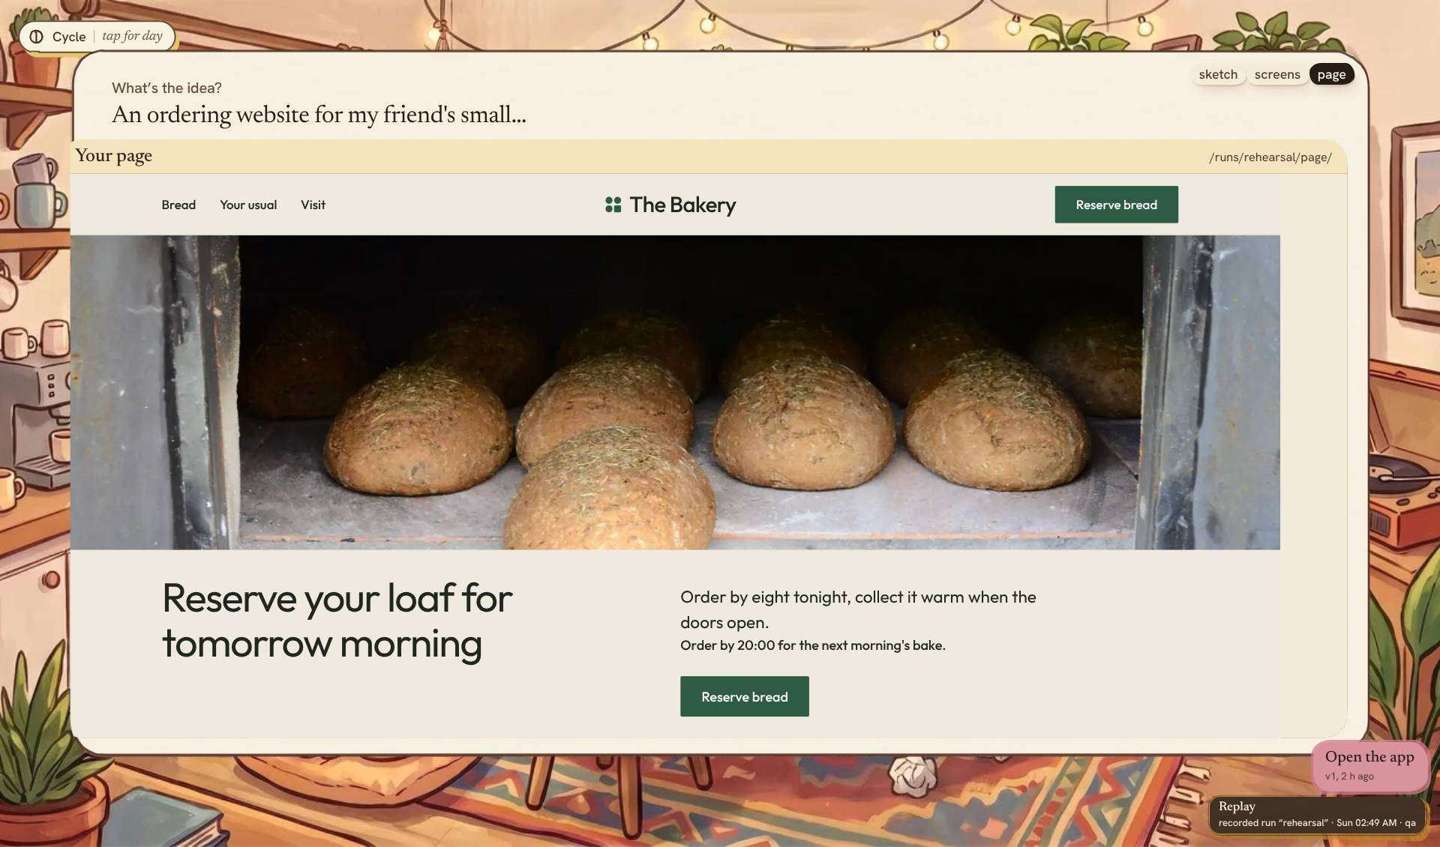 Cycle | tap for day
sketch screens page
What's the idea?
An ordering website for my friend's small...
Your page
/runs/rehearsal/page/
Bread Your usual Visit
The Bakery
Reserve bread
Reserve your loaf for
tomorrow morning
Order by eight tonight, collect it warm when the
doors open.
Order by 20:00 for the next morning's bake.
Reserve bread
Open the app
v1, 2 h ago
Replay
recorded run "rehearsal" · Sun 02:49 AM · qa